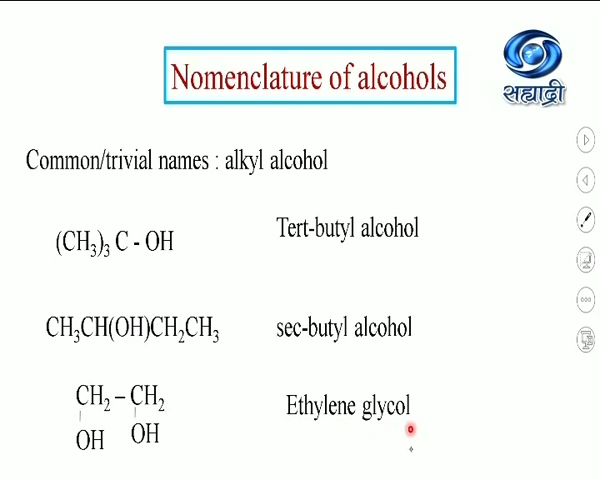 Nomenclature of alcohols
सह्याद्री
Common/trivial names : alkyl alcohol
(CH₃)₃ C - OH
Tert-butyl alcohol
CH₃CH(OH)CH₂CH₃
sec-butyl alcohol
CH₂ – CH₂
Ethylene glycol
OH OH